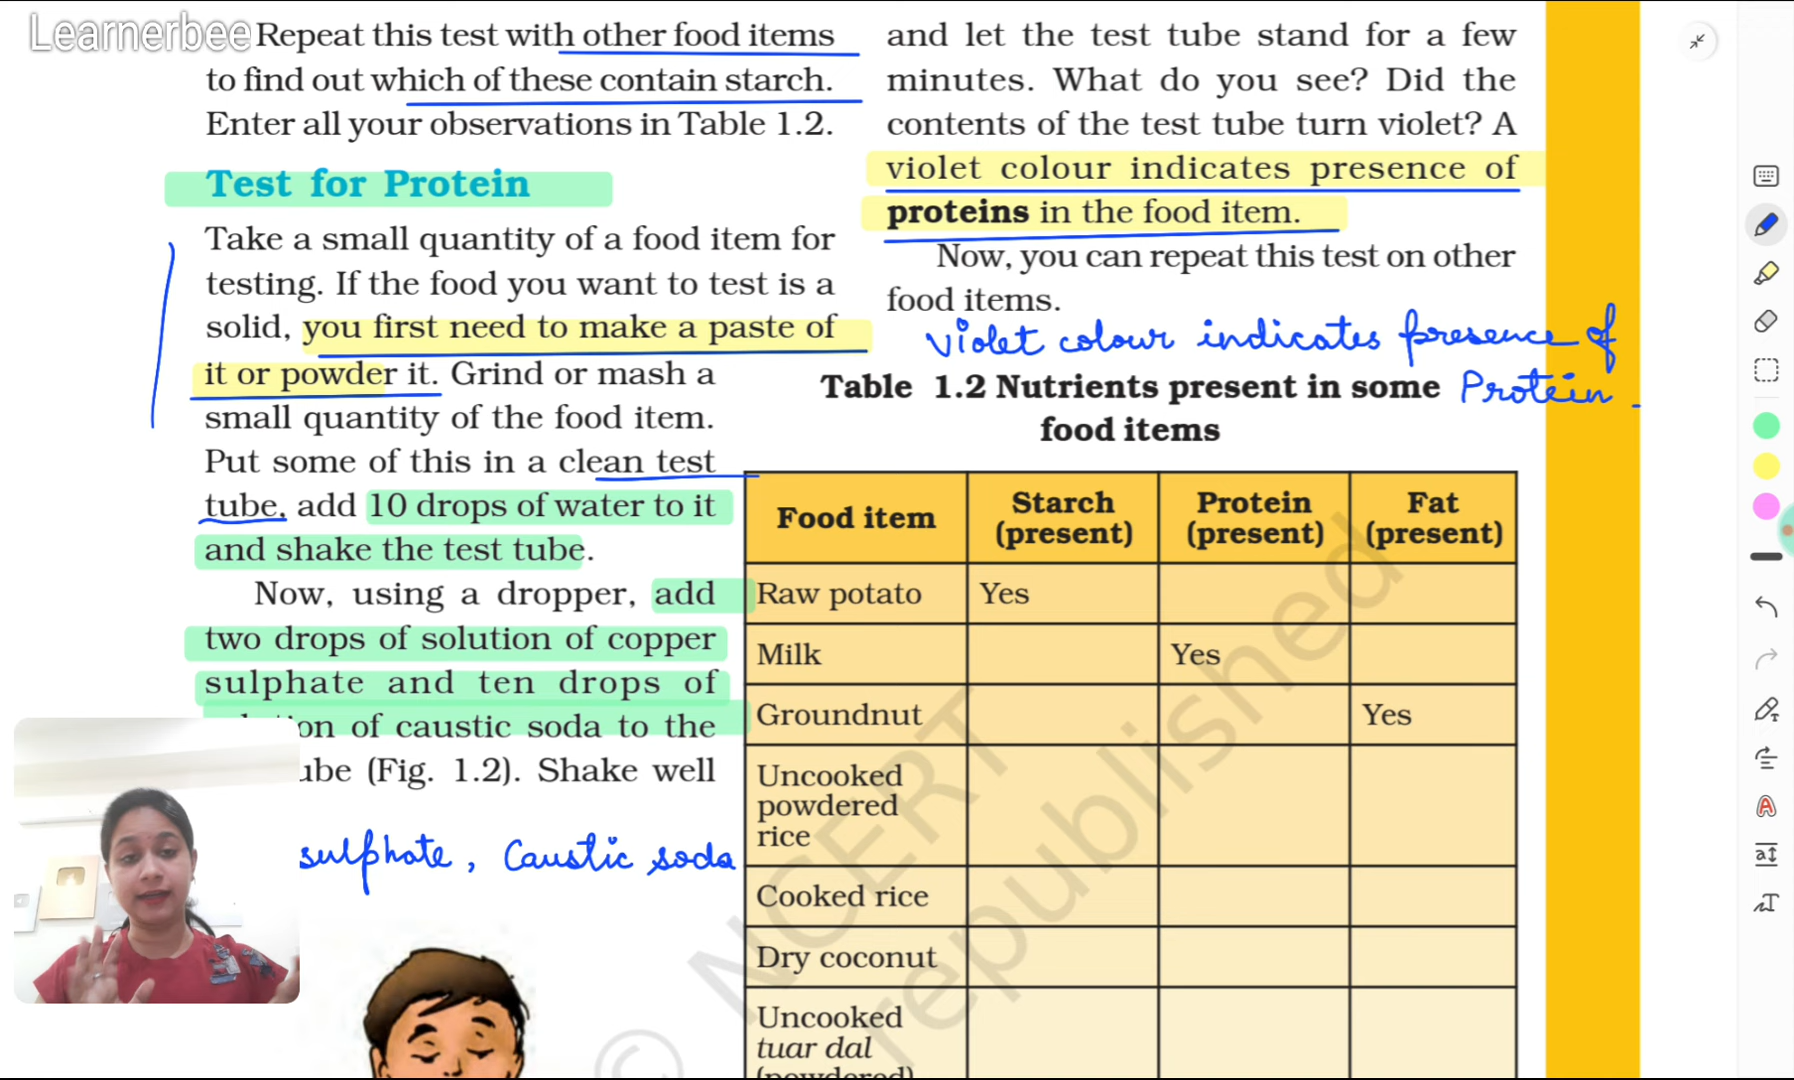 Learnerbee
Repeat this test with other food items
to find out which of these contain starch.
Enter all your observations in Table 1.2.
Test for Protein
Take a small quantity of a food item for
testing. If the food you want to test is a
solid, you first need to make a paste of
it or powder it. Grind or mash a
small quantity of the food item.
Put some of this in a clean test
tube, add 10 drops of water to it
and shake the test tube.
Now, using a dropper, add
two drops of solution of copper
sulphate and ten drops of
of caustic soda to the
(Fig. 1.2). Shake well
sulphate, Caustic soda
and let the test tube stand for a few
minutes. What do you see? Did the
contents of the test tube turn violet? A
violet colour indicates presence of
proteins in the food item.
Now, you can repeat this test on other
food items.
violet colour indicates presence of
Protein
Table 1.2 Nutrients present in some
food items
Food item Starch (present) Protein (present) Fat (present)
Raw potato Yes
Milk Yes
Groundnut Yes
Uncooked
powdered
rice
Cooked rice
Dry coconut
Uncooked
tuar dal
(powdered)
© NCERT
republished